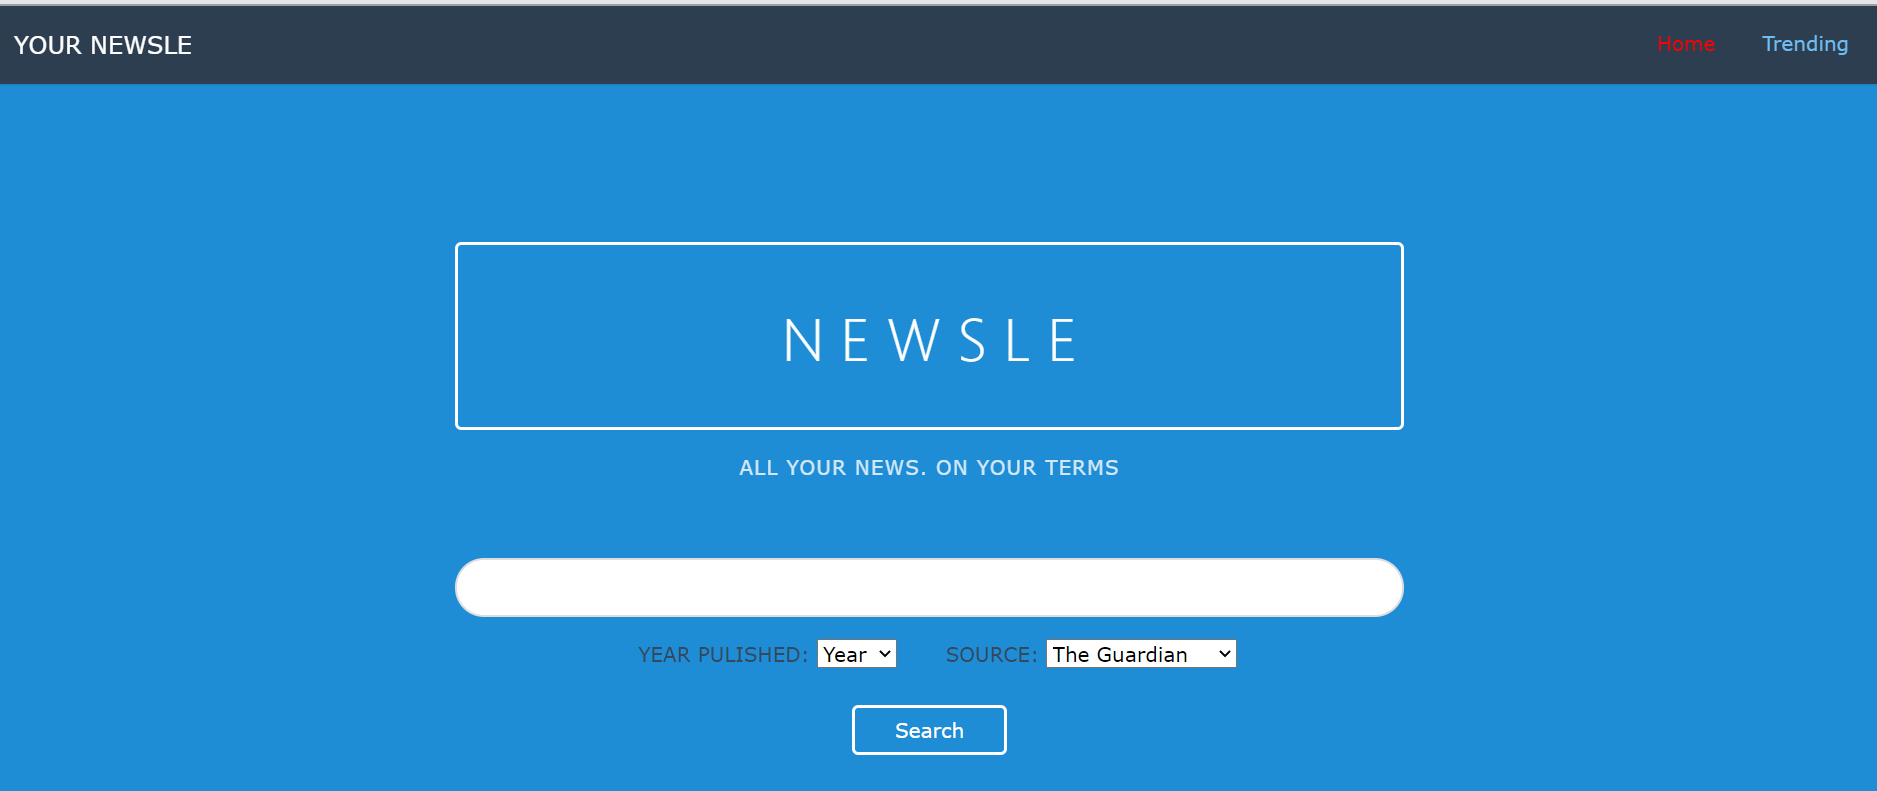 YOUR NEWSLE Home Trending
NEWSLE
ALL YOUR NEWS. ON YOUR TERMS
YEAR PULISHED: Year SOURCE: The Guardian
Search